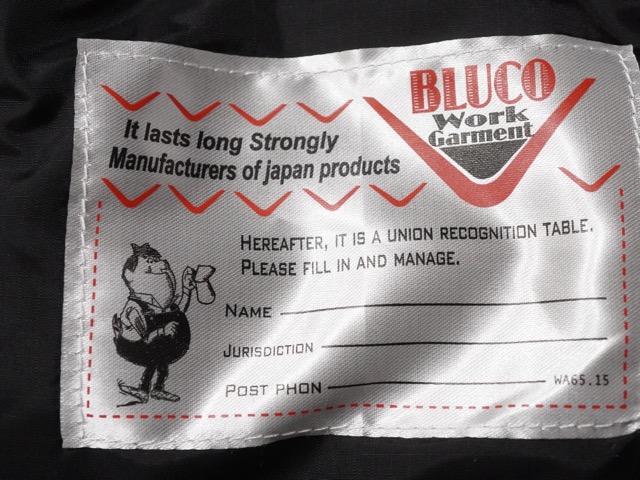 BLUCO
Work
Garment
It lasts long Strongly
Manufacturers of japan products
HEREAFTER, IT IS A UNION RECOGNITION TABLE.
PLEASE FILL IN AND MANAGE.
NAME
JURISDICTION
POST PHON
WA65.15